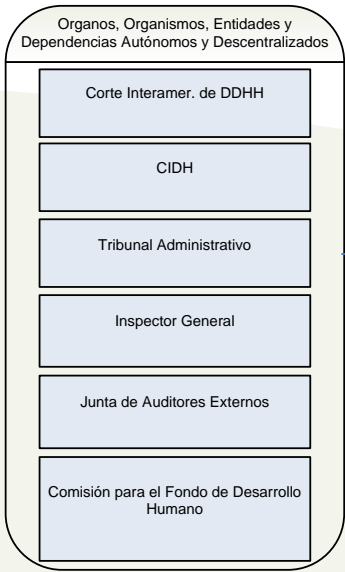 Organos, Organismos, Entidades y
Dependencias Autónomos y Descentralizados
Corte Interamer. de DDHH
CIDH
Tribunal Administrativo
Inspector General
Junta de Auditores Externos
Comisión para el Fondo de Desarrollo
Humano